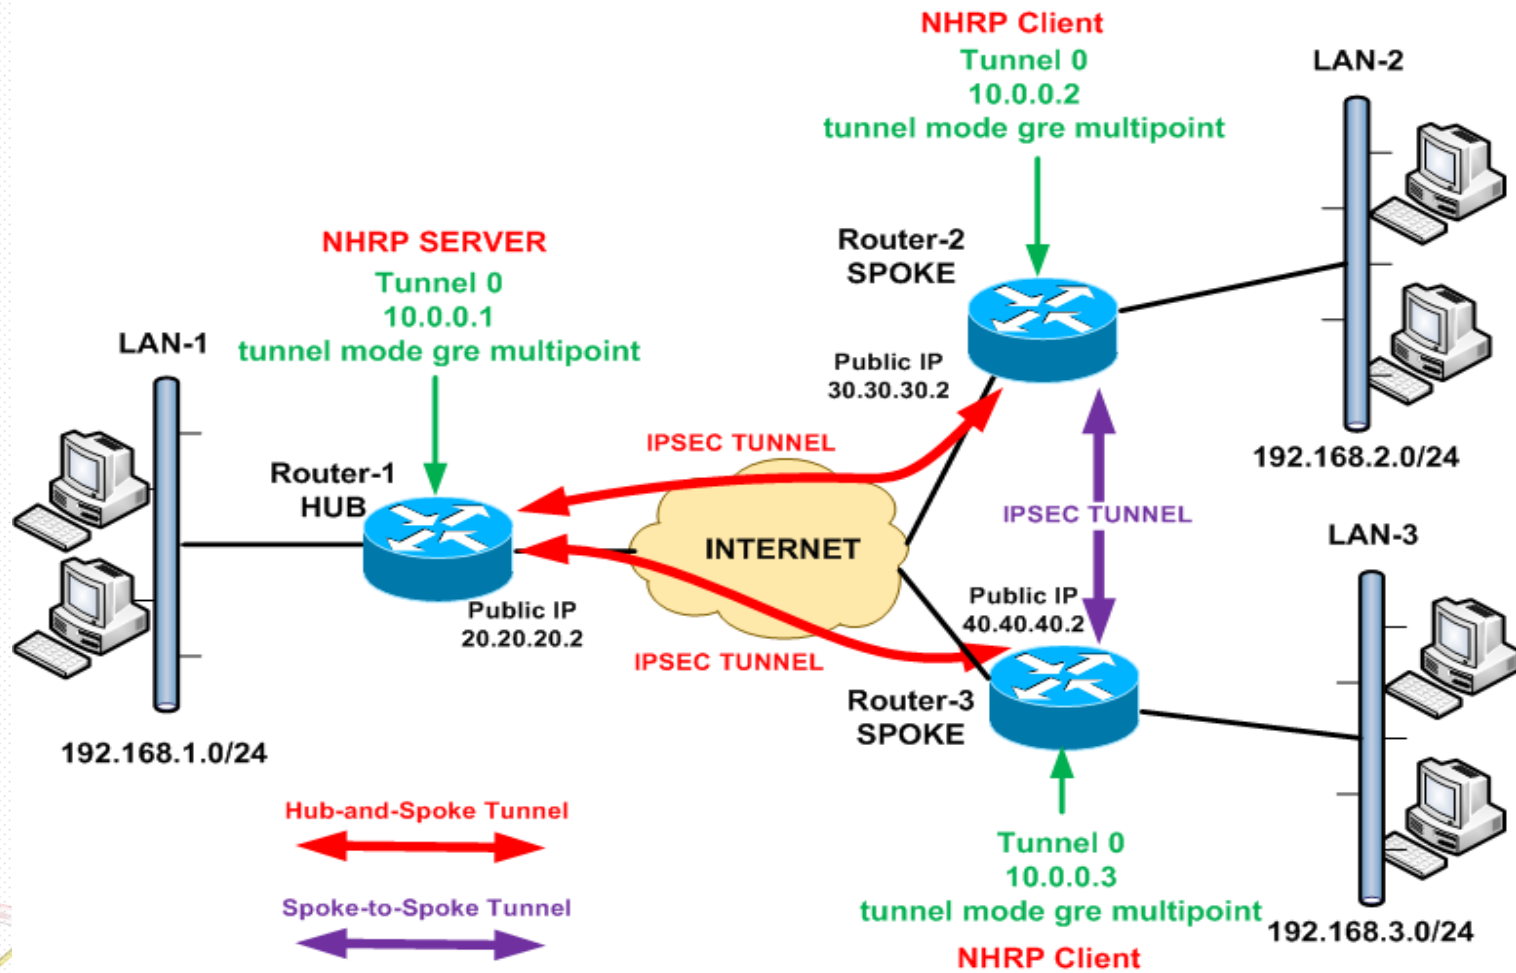 NHRP Client
Tunnel 0
10.0.0.2
tunnel mode gre multipoint
LAN-2
Router-2
SPOKE
NHRP SERVER
Tunnel 0
10.0.0.1
tunnel mode gre multipoint
LAN-1
Public IP
30.30.30.2
IPSEC TUNNEL
192.168.2.0/24
Router-1
HUB
IPSEC TUNNEL
INTERNET
LAN-3
Public IP
20.20.20.2
Public IP
40.40.40.2
IPSEC TUNNEL
Router-3
SPOKE
192.168.1.0/24
Hub-and-Spoke Tunnel
Tunnel 0
10.0.0.3
tunnel mode gre multipoint
192.168.3.0/24
Spoke-to-Spoke Tunnel
NHRP Client